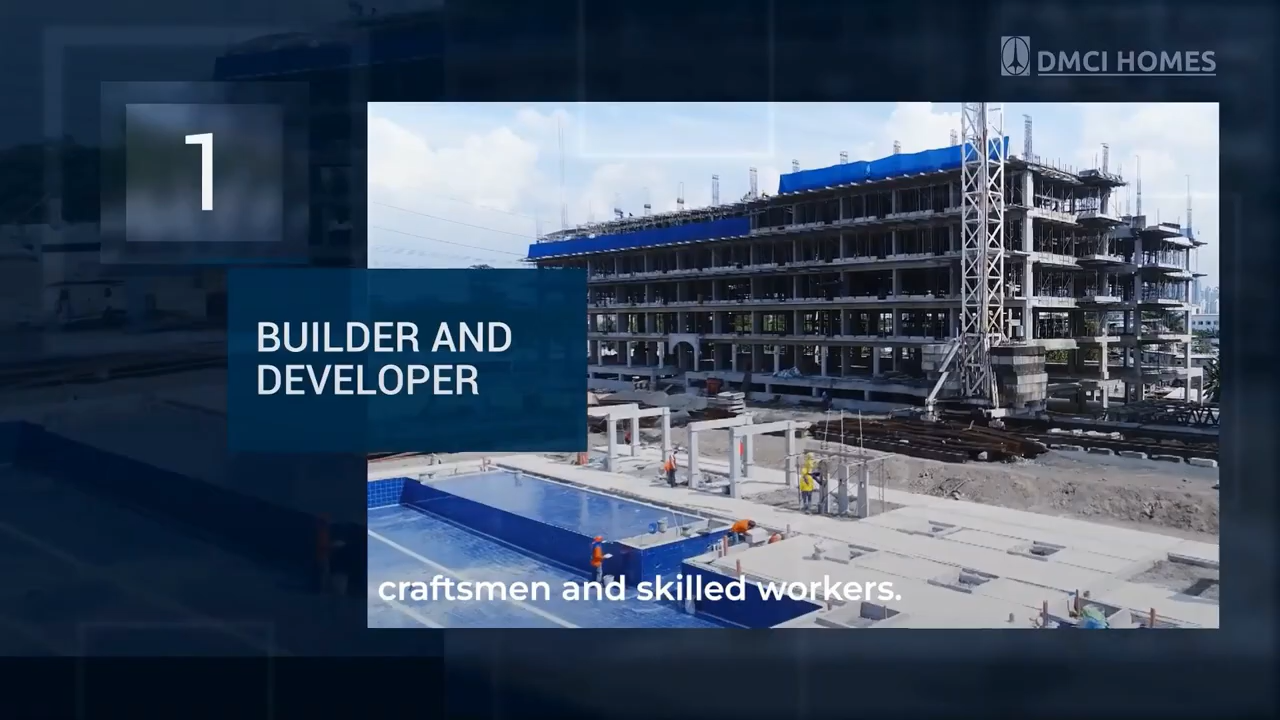 DMCI HOMES
1
BUILDER AND
DEVELOPER
craftsmen and skilled workers.